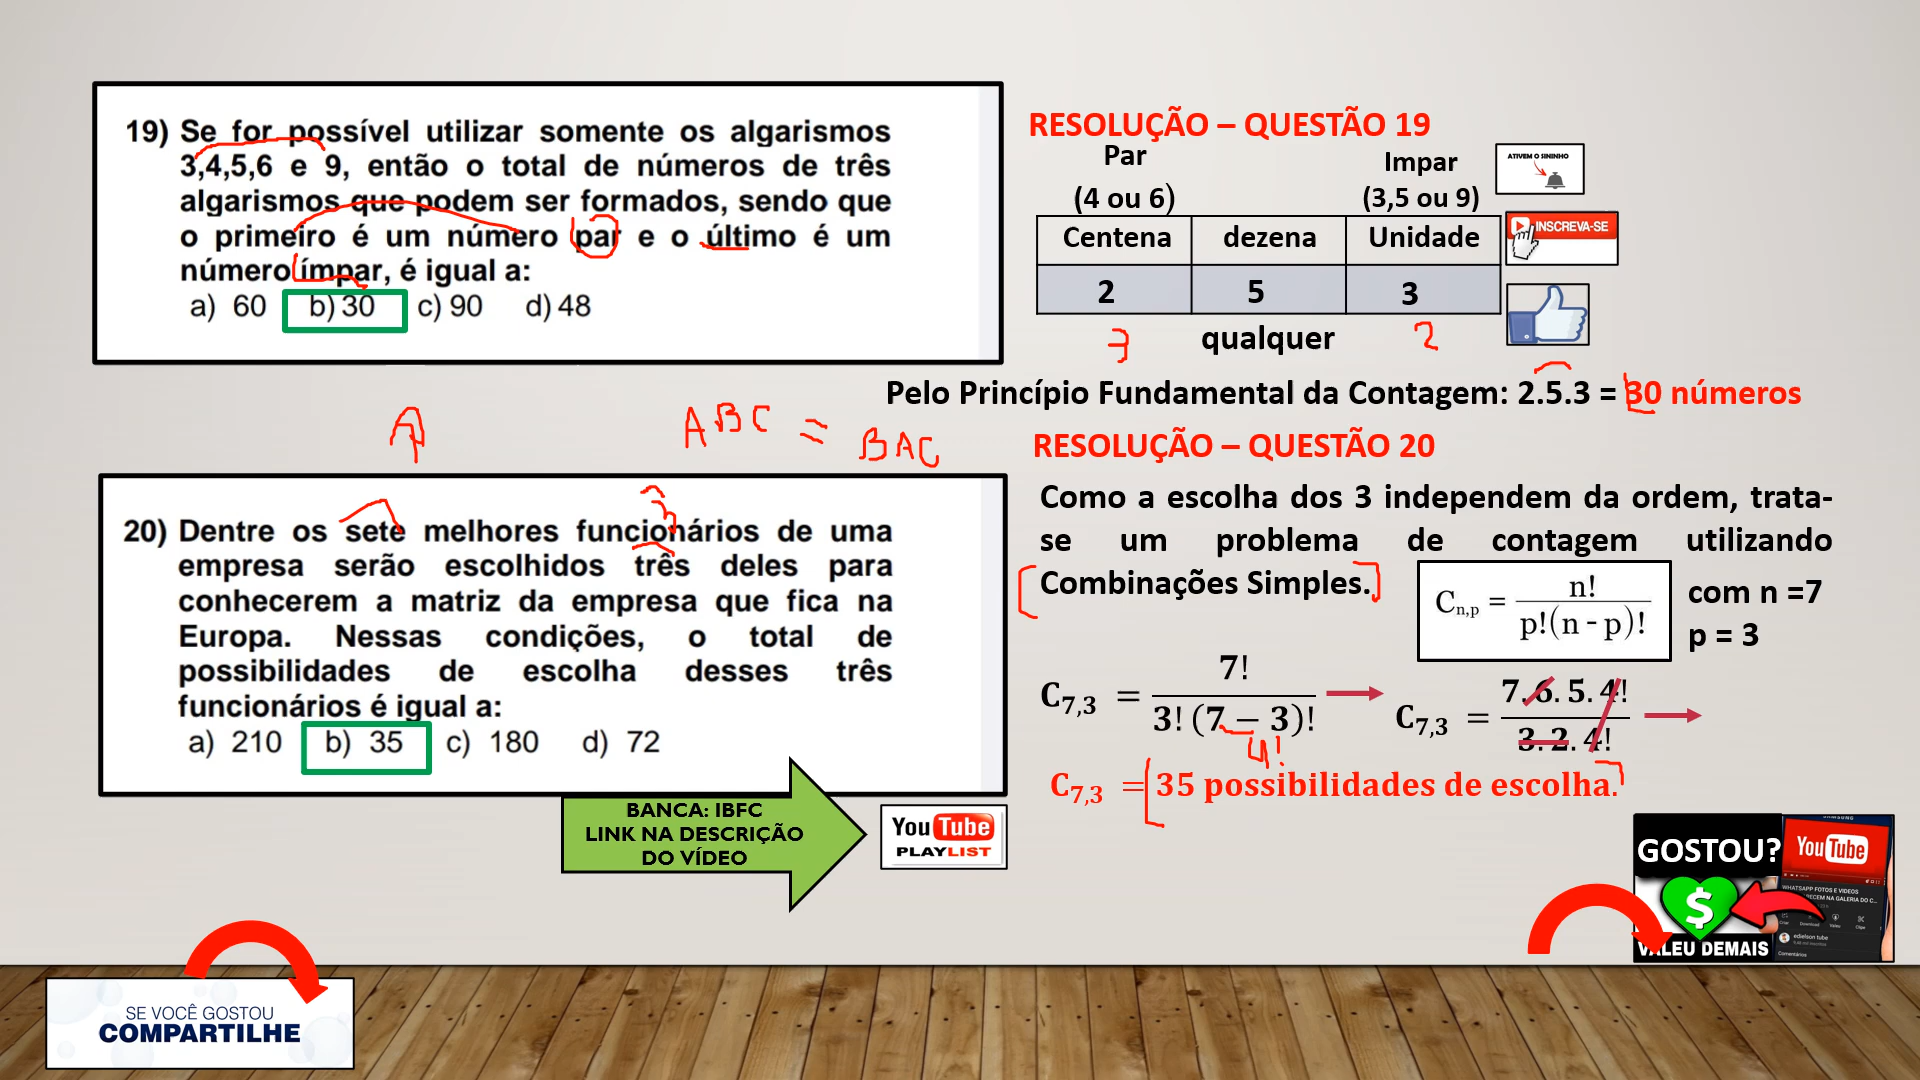 19) Se for possível utilizar somente os algarismos
3,4,5,6 e 9, então o total de números de três
algarismos que podem ser formados, sendo que
o primeiro é um número par e o último é um
número ímpar, é igual a:
a) 60 b) 30 c) 90 d) 48
RESOLUÇÃO – QUESTÃO 19
Par
(4 ou 6)
Impar
(3,5 ou 9)
Centena dezena Unidade
2 5 3
3 qualquer 2
ATIVEM O SININHO
INSCREVA-SE
Pelo Princípio Fundamental da Contagem: 2.5.3 = 30 números
A ABC = BAC
20) Dentre os sete melhores funcionários de uma
empresa serão escolhidos três deles para
conhecerem a matriz da empresa que fica na
Europa. Nessas condições, o total de
possibilidades de escolha desses três
funcionários é igual a:
a) 210 b) 35 c) 180 d) 72
3
RESOLUÇÃO – QUESTÃO 20
Como a escolha dos 3 independem da ordem, trata-
se um problema de contagem utilizando
Combinações Simples.
Cn,p = n! / p!(n - p)!
com n =7
p = 3
C7,3 = 7! / 3! (7 − 3)!
4!
C7,3 = 7.6.5.4! / 3.2.4!
C7,3 = 35 possibilidades de escolha.
BANCA: IBFC
LINK NA DESCRIÇÃO
DO VÍDEO
YouTube
PLAYLIST
GOSTOU?
$
VALEU DEMAIS
YouTube
SE VOCÊ GOSTOU
COMPARTILHE